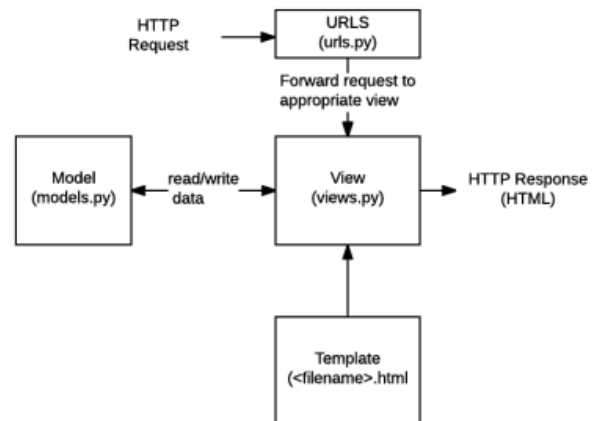 HTTP
Request
URLS
(urls.py)
Forward request to
appropriate view
Model
(models.py)
read/write
data
View
(views.py)
HTTP Response
(HTML)
Template
(<filename>.html